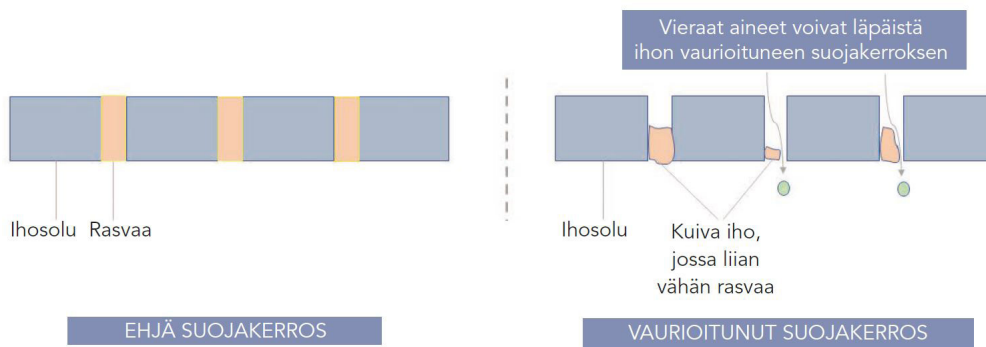 Vieraat aineet voivat läpäistä
ihon vaurioituneen suojakerroksen
Ihosolu
Rasvaa
Ihosolu
Kuiva iho,
jossa liian
vähän rasvaa
EHJÄ SUOJAKERROS
VAURIOITUNUT SUOJAKERROS